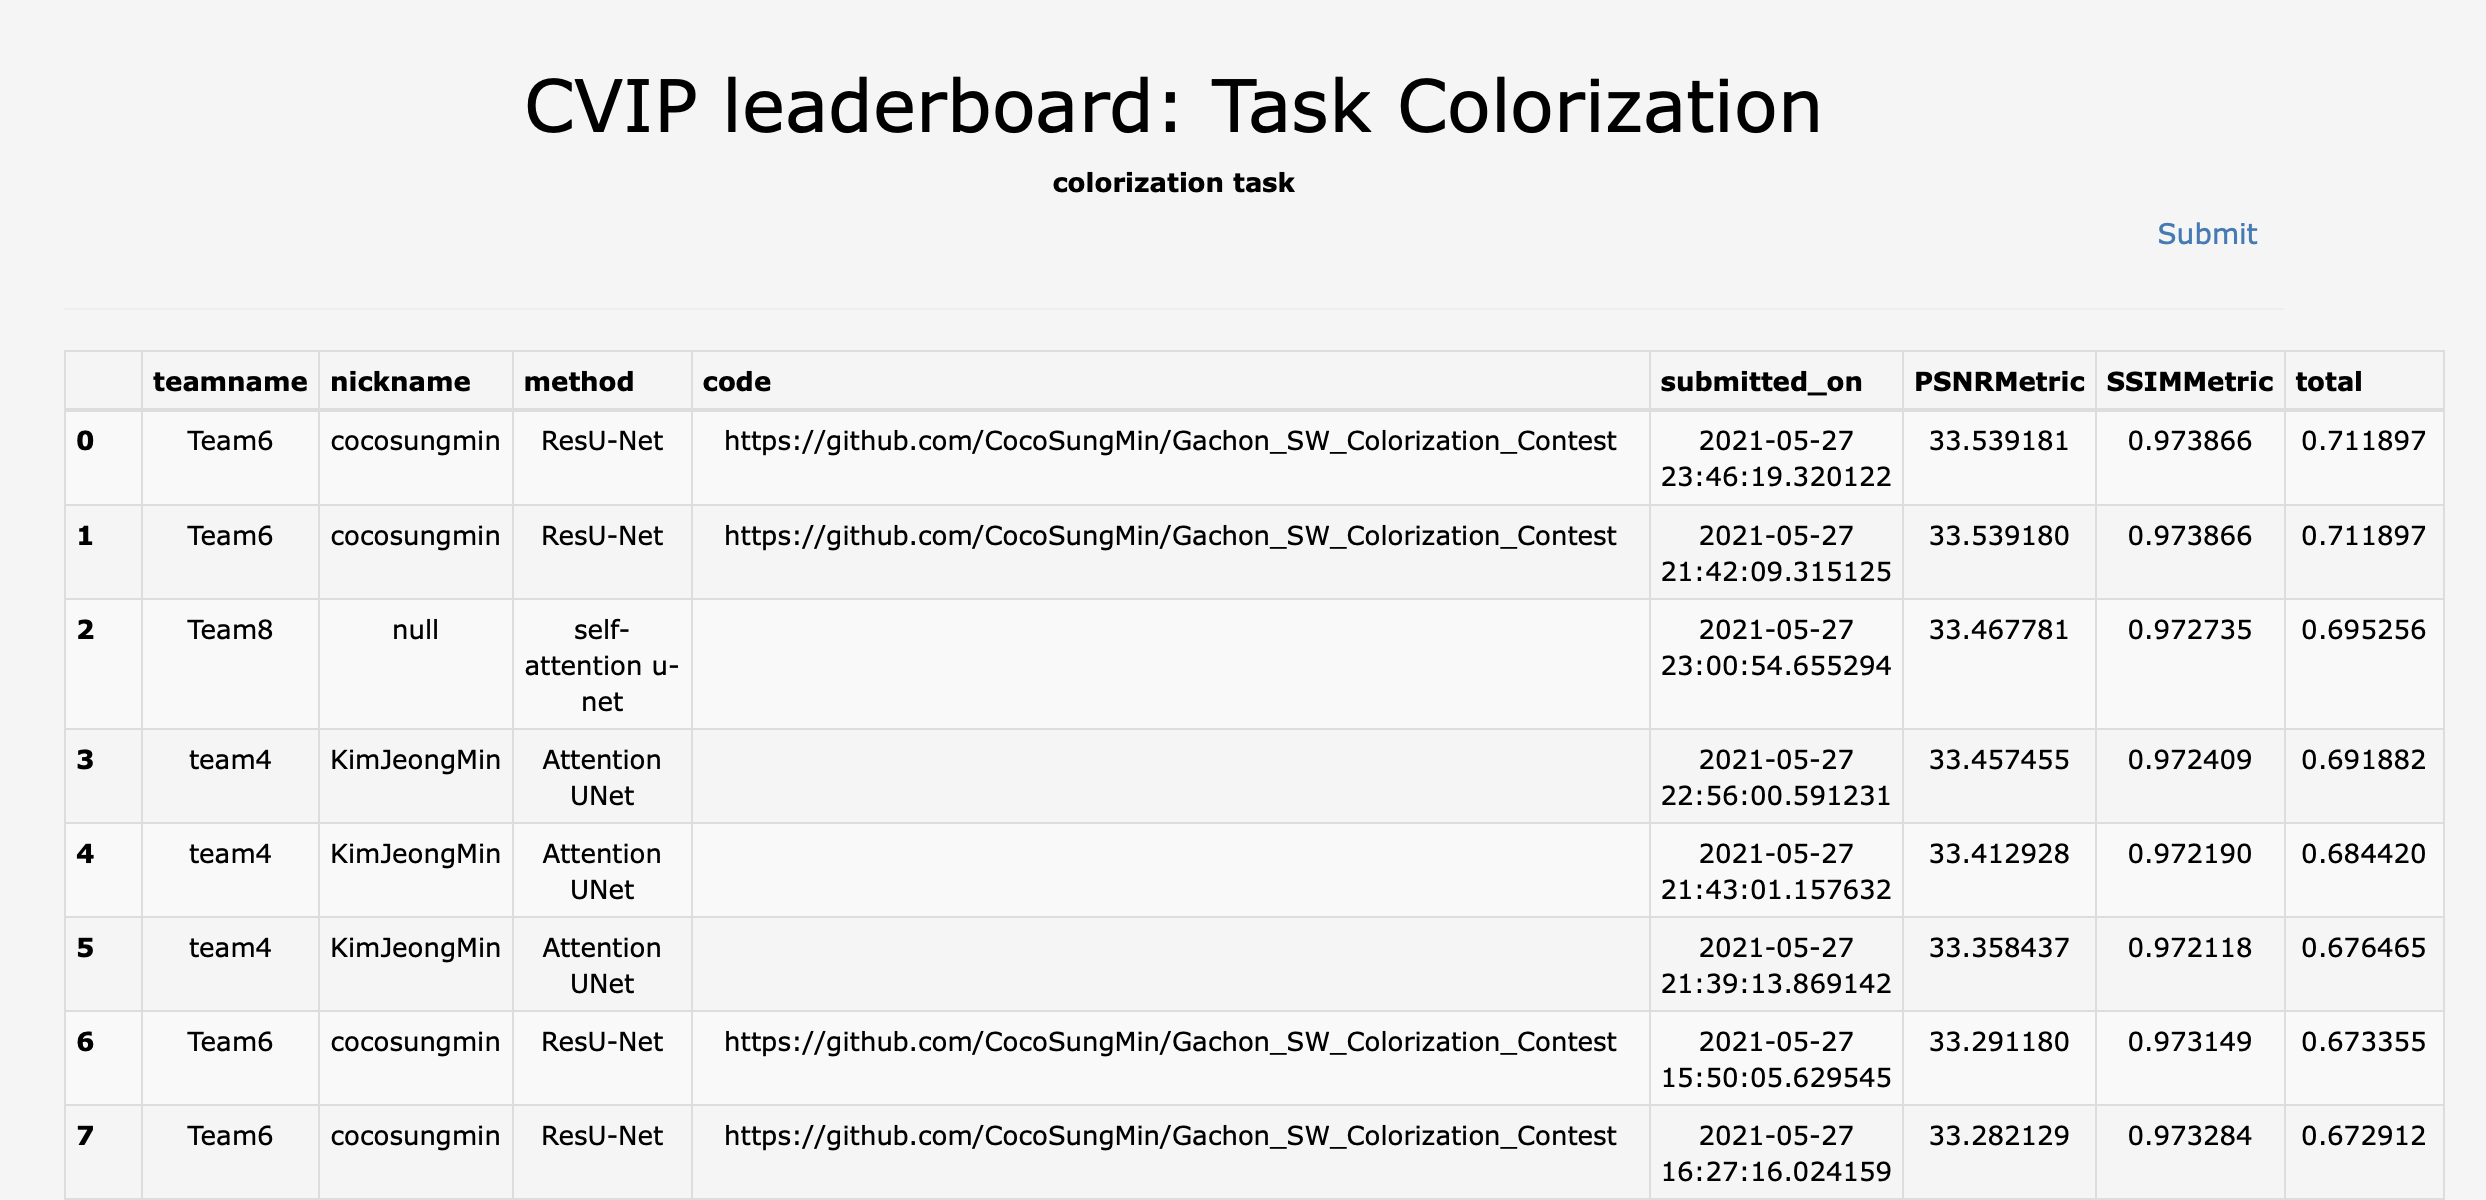 CVIP leaderboard: Task Colorization
colorization task
Submit
teamname nickname method code submitted_on PSNRMetric SSIMMetric total
0 Team6 cocosungmin ResU-Net https://github.com/CocoSungMin/Gachon_SW_Colorization_Contest 2021-05-27 33.539181 0.973866 0.711897
23:46:19.320122
1 Team6 cocosungmin ResU-Net https://github.com/CocoSungMin/Gachon_SW_Colorization_Contest 2021-05-27 33.539180 0.973866 0.711897
21:42:09.315125
2 Team8 null self- 2021-05-27 33.467781 0.972735 0.695256
attention u- 23:00:54.655294
net
3 team4 KimJeongMin Attention 2021-05-27 33.457455 0.972409 0.691882
UNet 22:56:00.591231
4 team4 KimJeongMin Attention 2021-05-27 33.412928 0.972190 0.684420
UNet 21:43:01.157632
5 team4 KimJeongMin Attention 2021-05-27 33.358437 0.972118 0.676465
UNet 21:39:13.869142
6 Team6 cocosungmin ResU-Net https://github.com/CocoSungMin/Gachon_SW_Colorization_Contest 2021-05-27 33.291180 0.973149 0.673355
15:50:05.629545
7 Team6 cocosungmin ResU-Net https://github.com/CocoSungMin/Gachon_SW_Colorization_Contest 2021-05-27 33.282129 0.973284 0.672912
16:27:16.024159